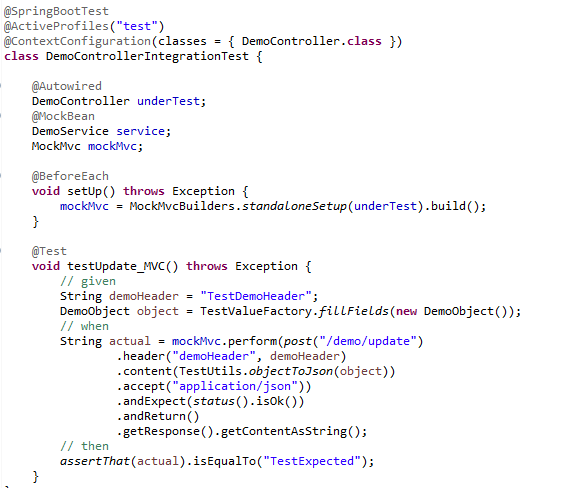 @SpringBootTest
@ActiveProfiles("test")
@ContextConfiguration(classes = { DemoController.class })
class DemoControllerIntegrationTest {
@Autowired
DemoController underTest;
@MockBean
DemoService service;
MockMvc mockMvc;
@BeforeEach
void setUp() throws Exception {
mockMvc = MockMvcBuilders.standaloneSetup(underTest).build();
}
@Test
void testUpdate_MVC() throws Exception {
// given
String demoHeader = "TestDemoHeader";
DemoObject object = TestValueFactory.fillFields(new DemoObject());
// when
String actual = mockMvc.perform(post("/demo/update")
.header("demoHeader", demoHeader)
.content(TestUtils.objectToJson(object))
.accept("application/json"))
.andExpect(status().isOk())
.andReturn()
.getResponse().getContentAsString();
// then
assertThat(actual).isEqualTo("TestExpected");
}